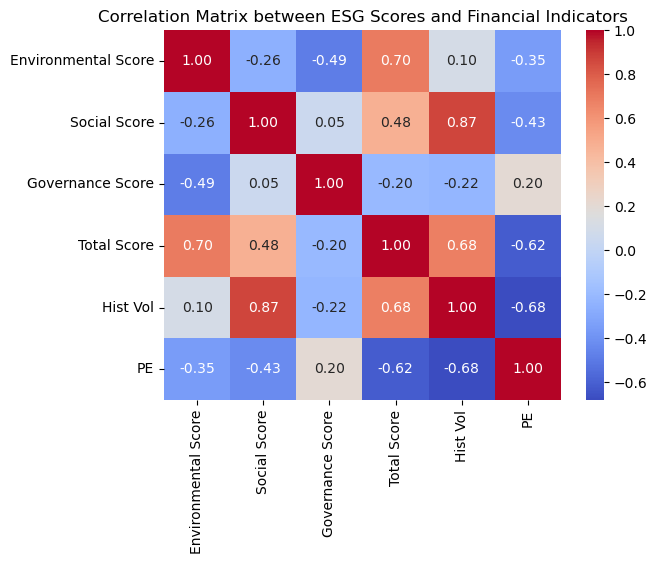 Correlation Matrix between ESG Scores and Financial Indicators
Environmental Score 1.00 -0.26 -0.49 0.70 0.10 -0.35
Social Score -0.26 1.00 0.05 0.48 0.87 -0.43
Governance Score -0.49 0.05 1.00 -0.20 -0.22 0.20
Total Score 0.70 0.48 -0.20 1.00 0.68 -0.62
Hist Vol 0.10 0.87 -0.22 0.68 1.00 -0.68
PE -0.35 -0.43 0.20 -0.62 -0.68 1.00
Environmental Score
Social Score
Governance Score
Total Score
Hist Vol
PE
1.0
0.8
0.6
0.4
0.2
0.0
−0.2
−0.4
−0.6